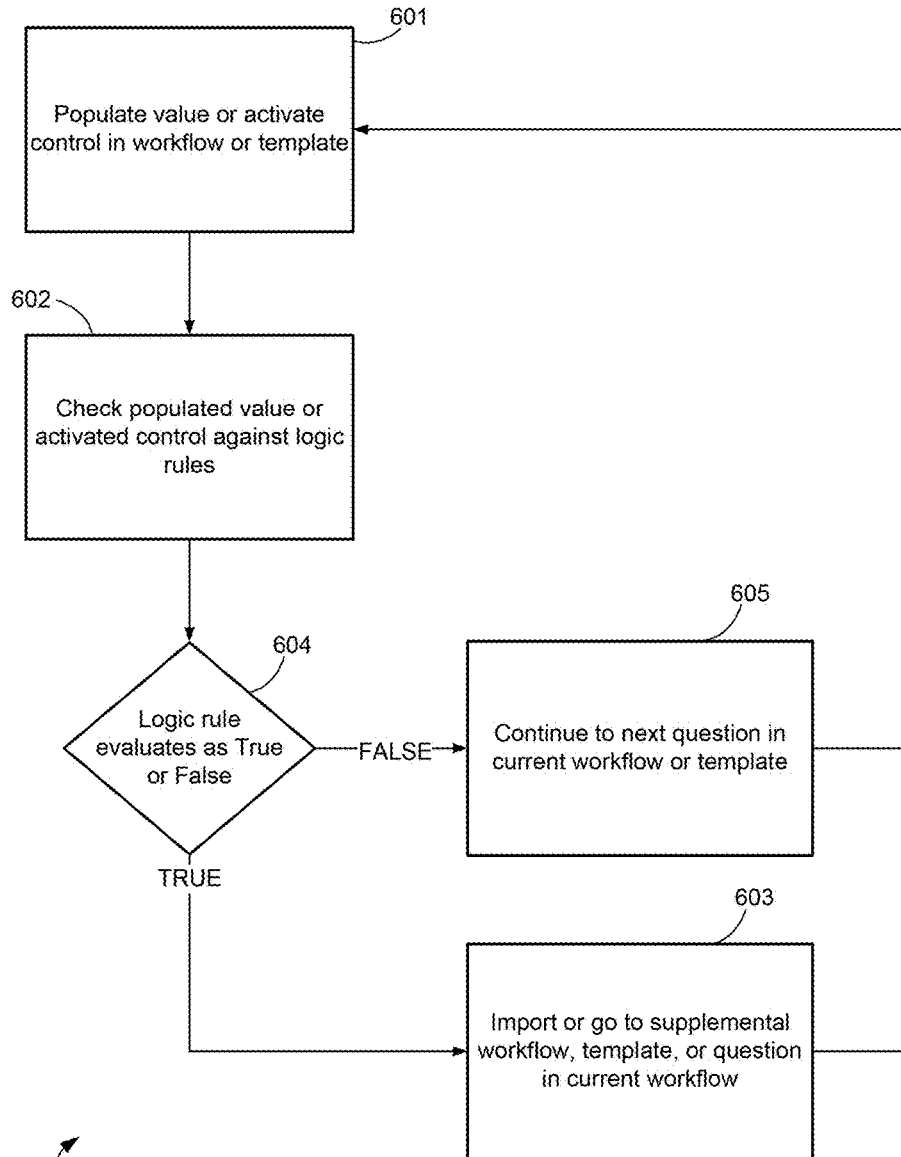 601
Populate value or activate
control in workflow or template
602
Check populated value or
activated control against logic
rules
604
Logic rule
evaluates as True
or False
FALSE
605
Continue to next question in
current workflow or template
TRUE
603
Import or go to supplemental
workflow, template, or question
in current workflow